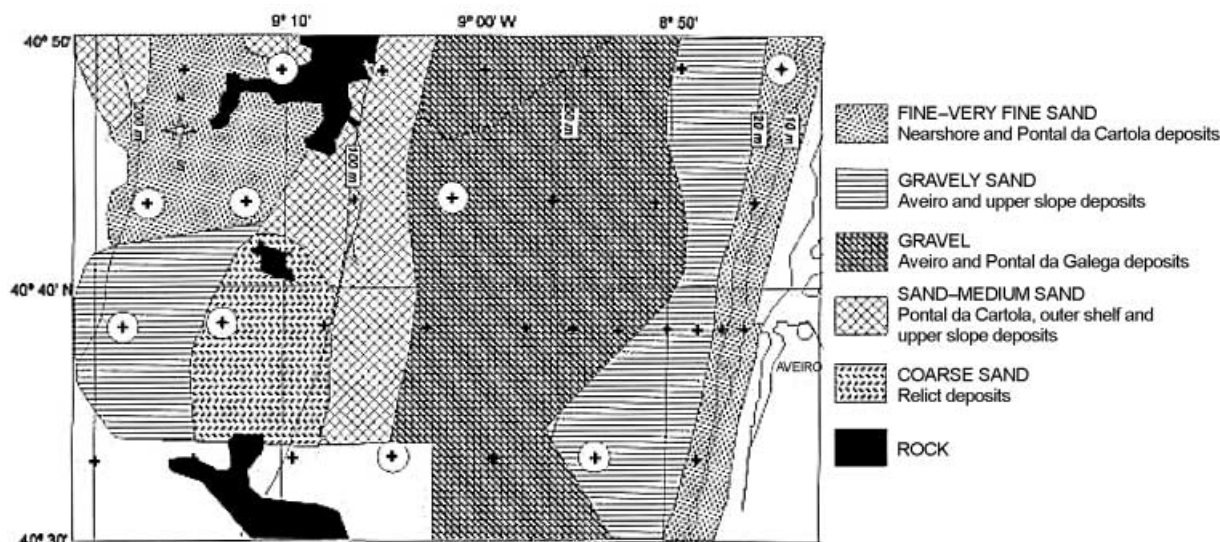 9° 10'
9° 00' W
8° 50'
40° 50'
200 m
N
S
100 m
20 m
10 m
40° 40' N
AVEIRO
40° 30'
FINE–VERY FINE SAND
Nearshore and Pontal da Cartola deposits
GRAVELY SAND
Aveiro and upper slope deposits
GRAVEL
Aveiro and Pontal da Galega deposits
SAND–MEDIUM SAND
Pontal da Cartola, outer shelf and
upper slope deposits
COARSE SAND
Relict deposits
ROCK